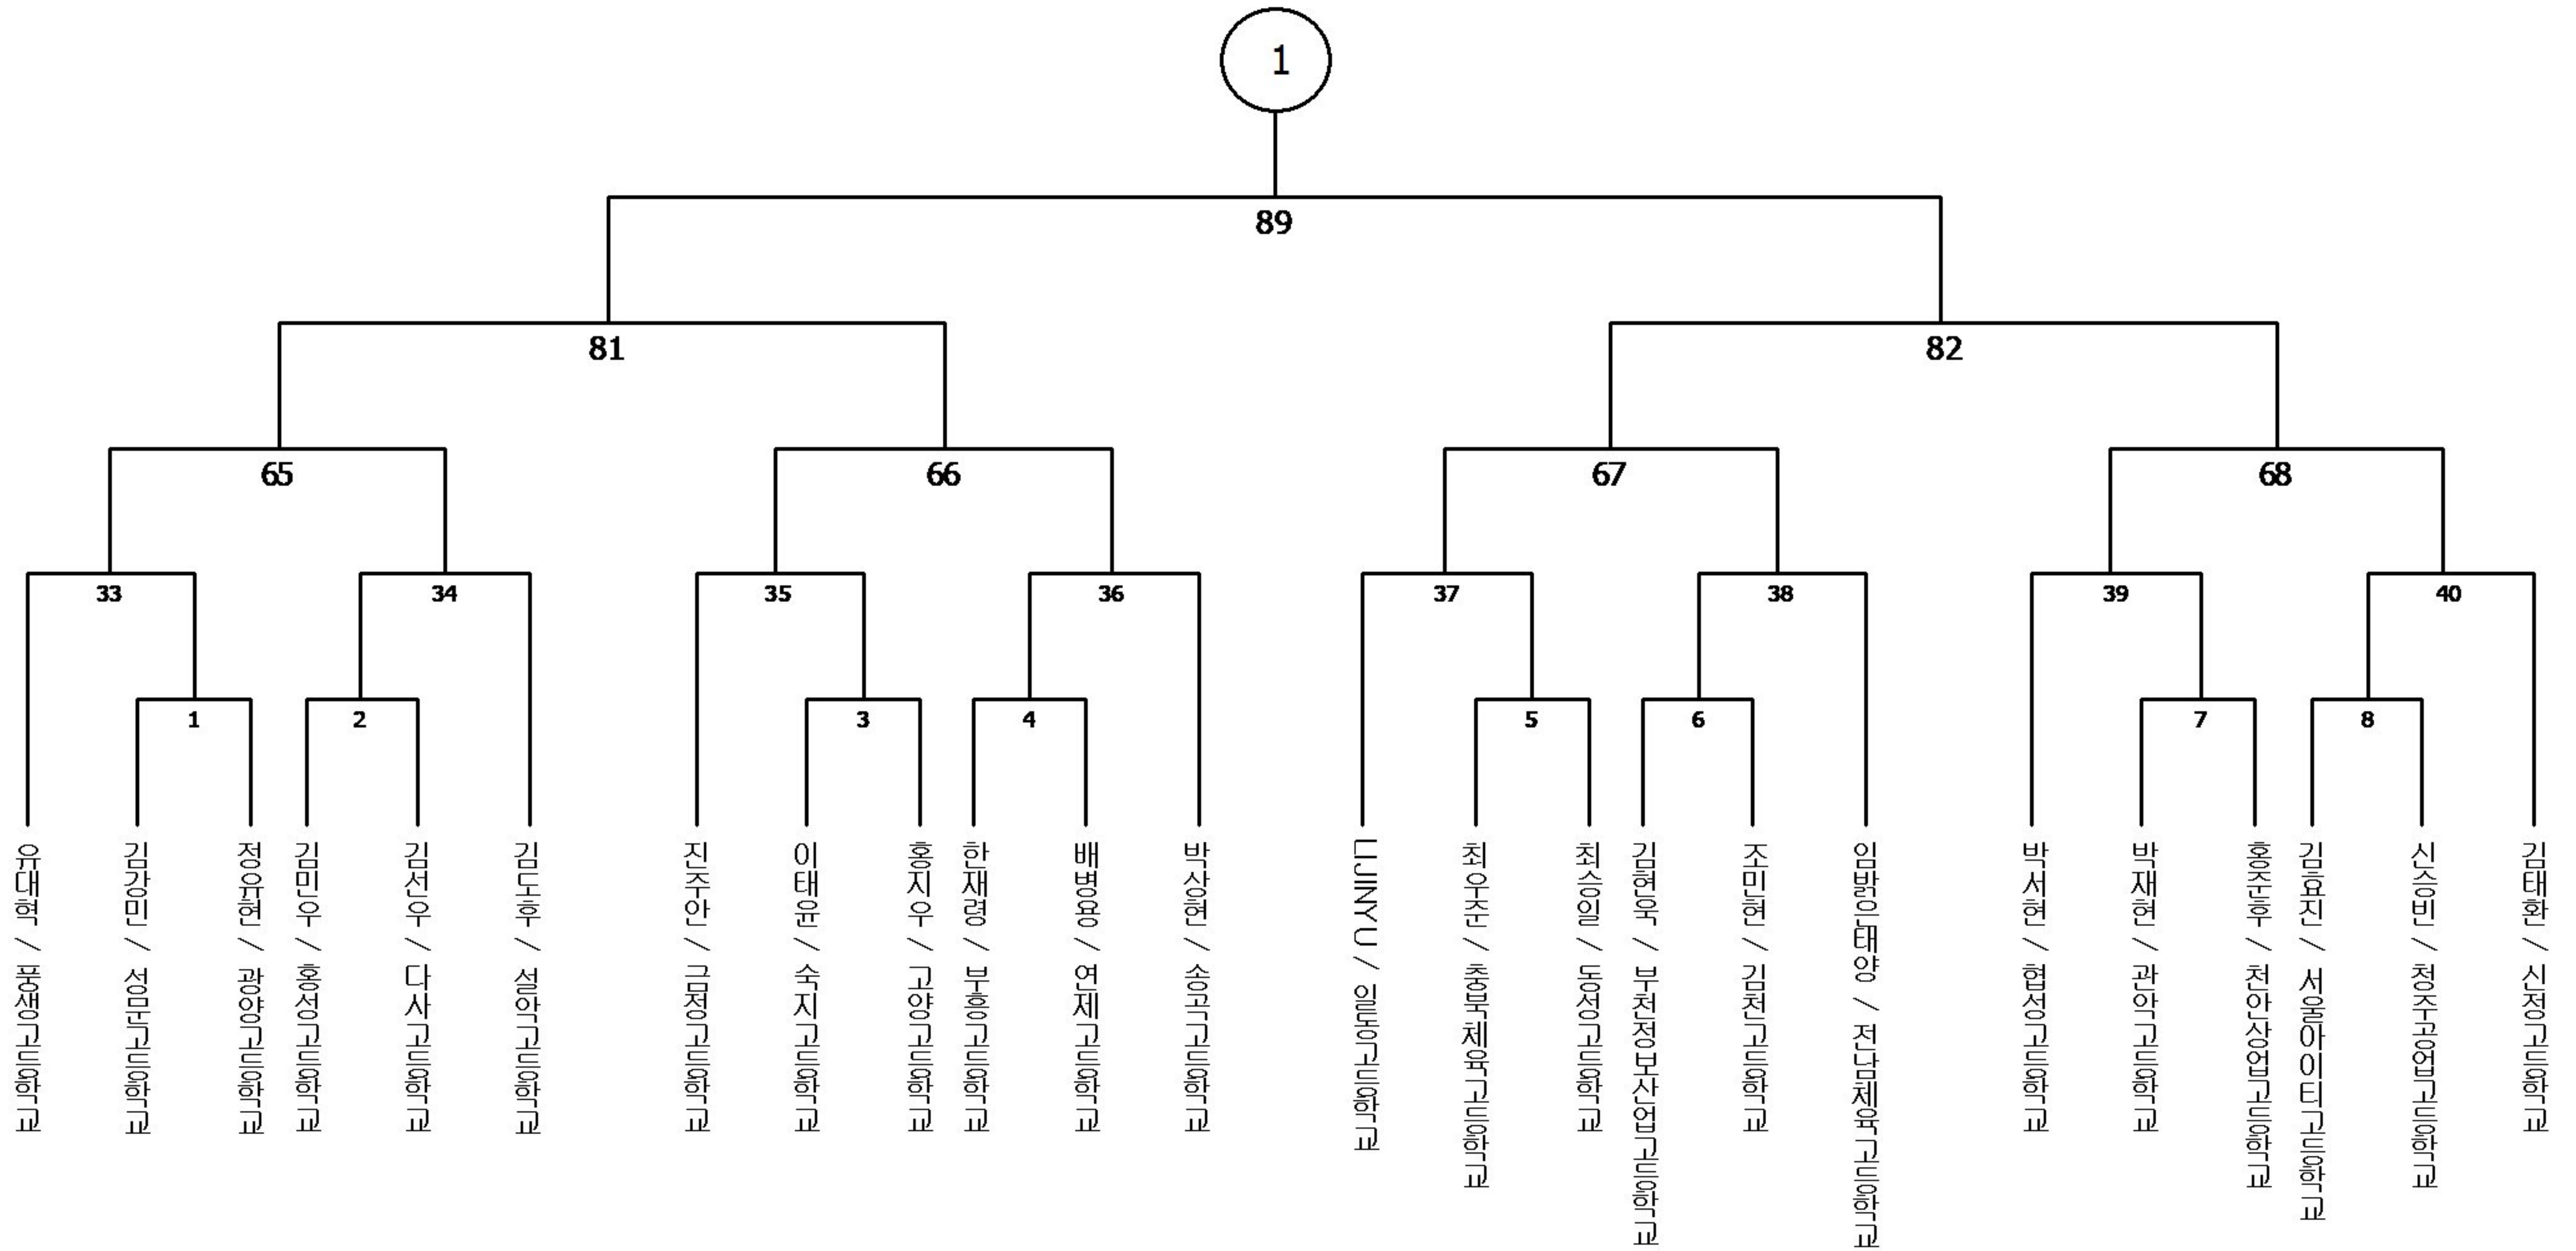 1
89
81
82
65
66
67
68
33
34
35
36
37
38
39
40
1
2
3
4
5
6
7
8
유대혁 / 풍생고등학교
김강민 / 성문고등학교
정유현 / 광양고등학교
김민우 / 홍성고등학교
김선우 / 다사고등학교
김도후 / 설악고등학교
진주안 / 금정고등학교
이태윤 / 숙지고등학교
홍지우 / 고양고등학교
한재령 / 부흥고등학교
배병용 / 연제고등학교
박상현 / 송곡고등학교
LIJINYU / 일동고등학교
최우준 / 충북체육고등학교
최승일 / 동성고등학교
김현욱 / 부천정보산업고등학교
조민현 / 김천고등학교
임밝은태양 / 전남체육고등학교
박서현 / 협성고등학교
박재현 / 관악고등학교
홍준후 / 천안상업고등학교
김효진 / 서울아이티고등학교
신승빈 / 청주공업고등학교
김태환 / 신정고등학교